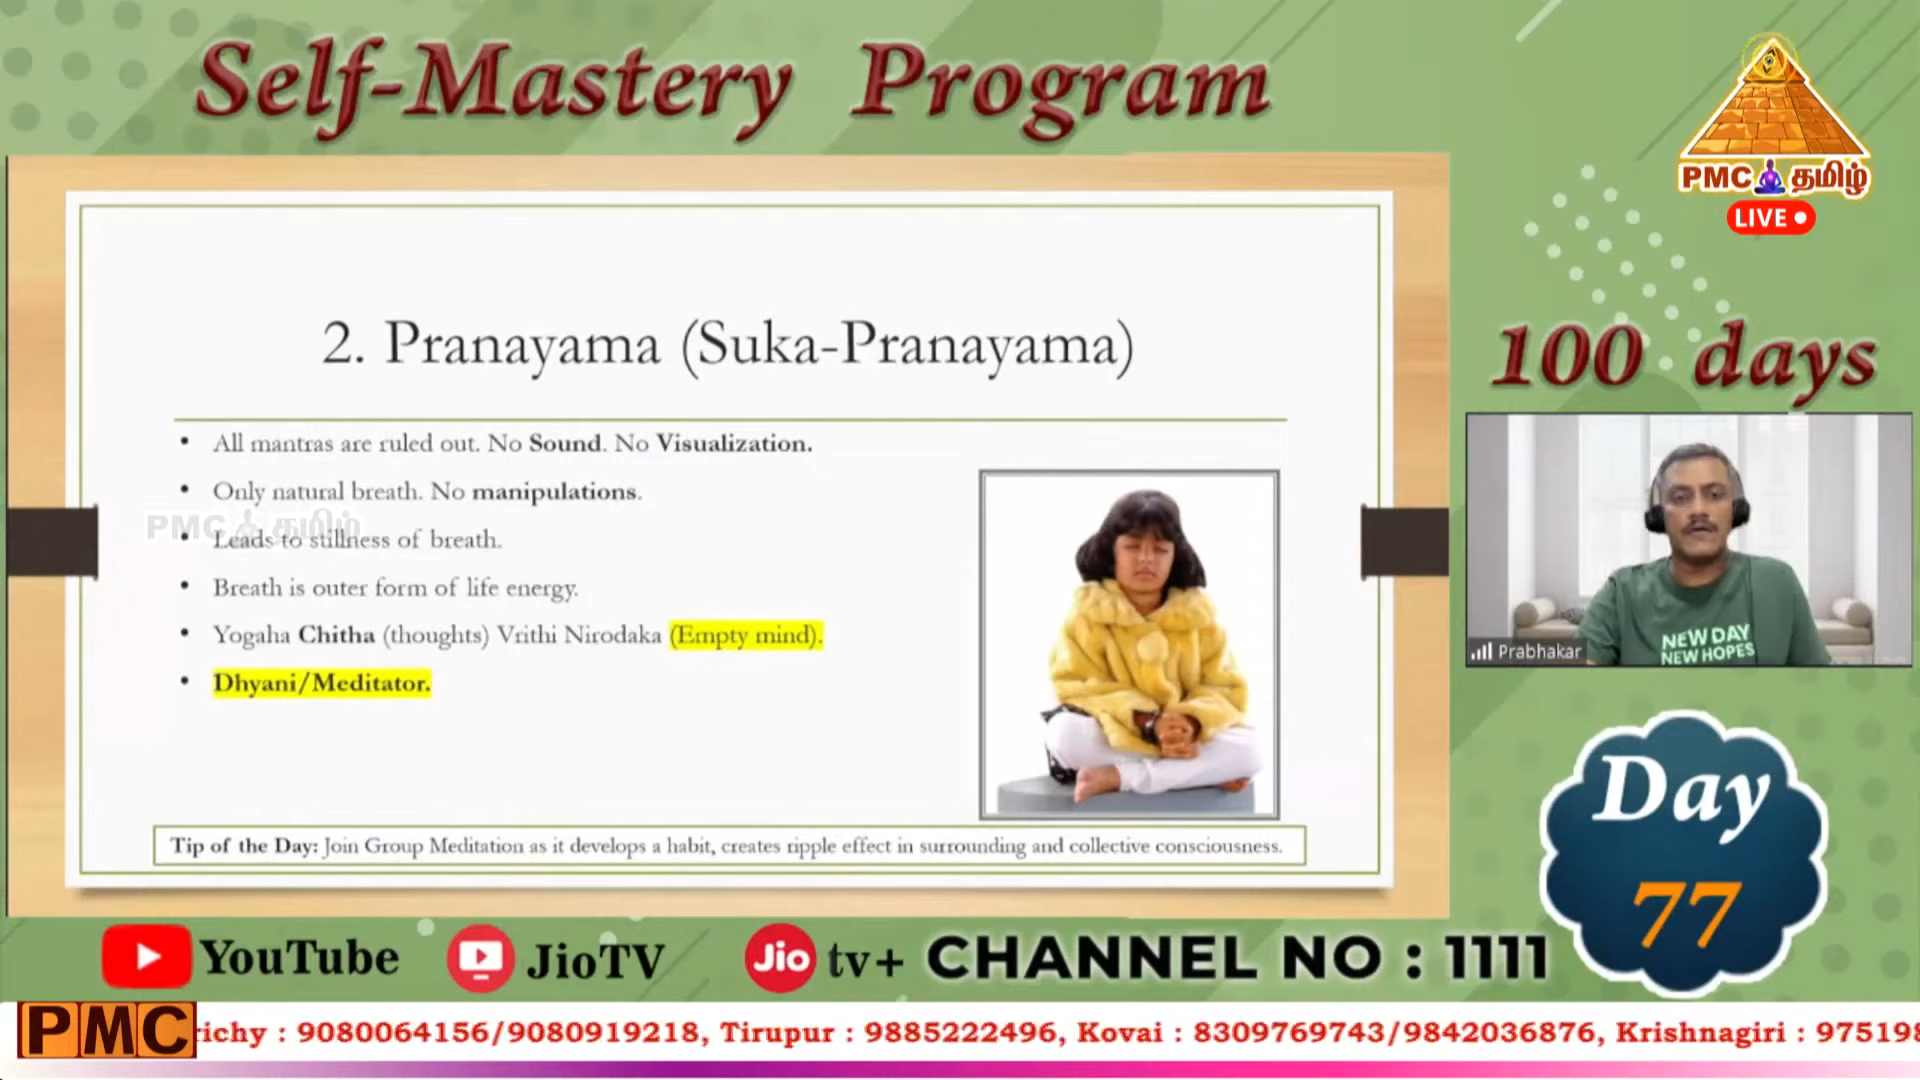 Self-Mastery Program
PMC தமிழ்
LIVE
2. Pranayama (Suka-Pranayama)
• All mantras are ruled out. No Sound. No Visualization.
• Only natural breath. No manipulations.
PMC தமிழ்
• Leads to stillness of breath.
• Breath is outer form of life energy.
• Yogaha Chitha (thoughts) Vrithi Nirodaka (Empty mind).
• Dhyani/Meditator.
Tip of the Day: Join Group Meditation as it develops a habit, creates ripple effect in surrounding and collective consciousness.
100 days
NEW DAY
NEW HOPES
Prabhakar
Day
77
YouTube JioTV Jio tv+ CHANNEL NO : 1111
PMC richy : 9080064156/9080919218, Tirupur : 9885222496, Kovai : 8309769743/9842036876, Krishnagiri : 975198